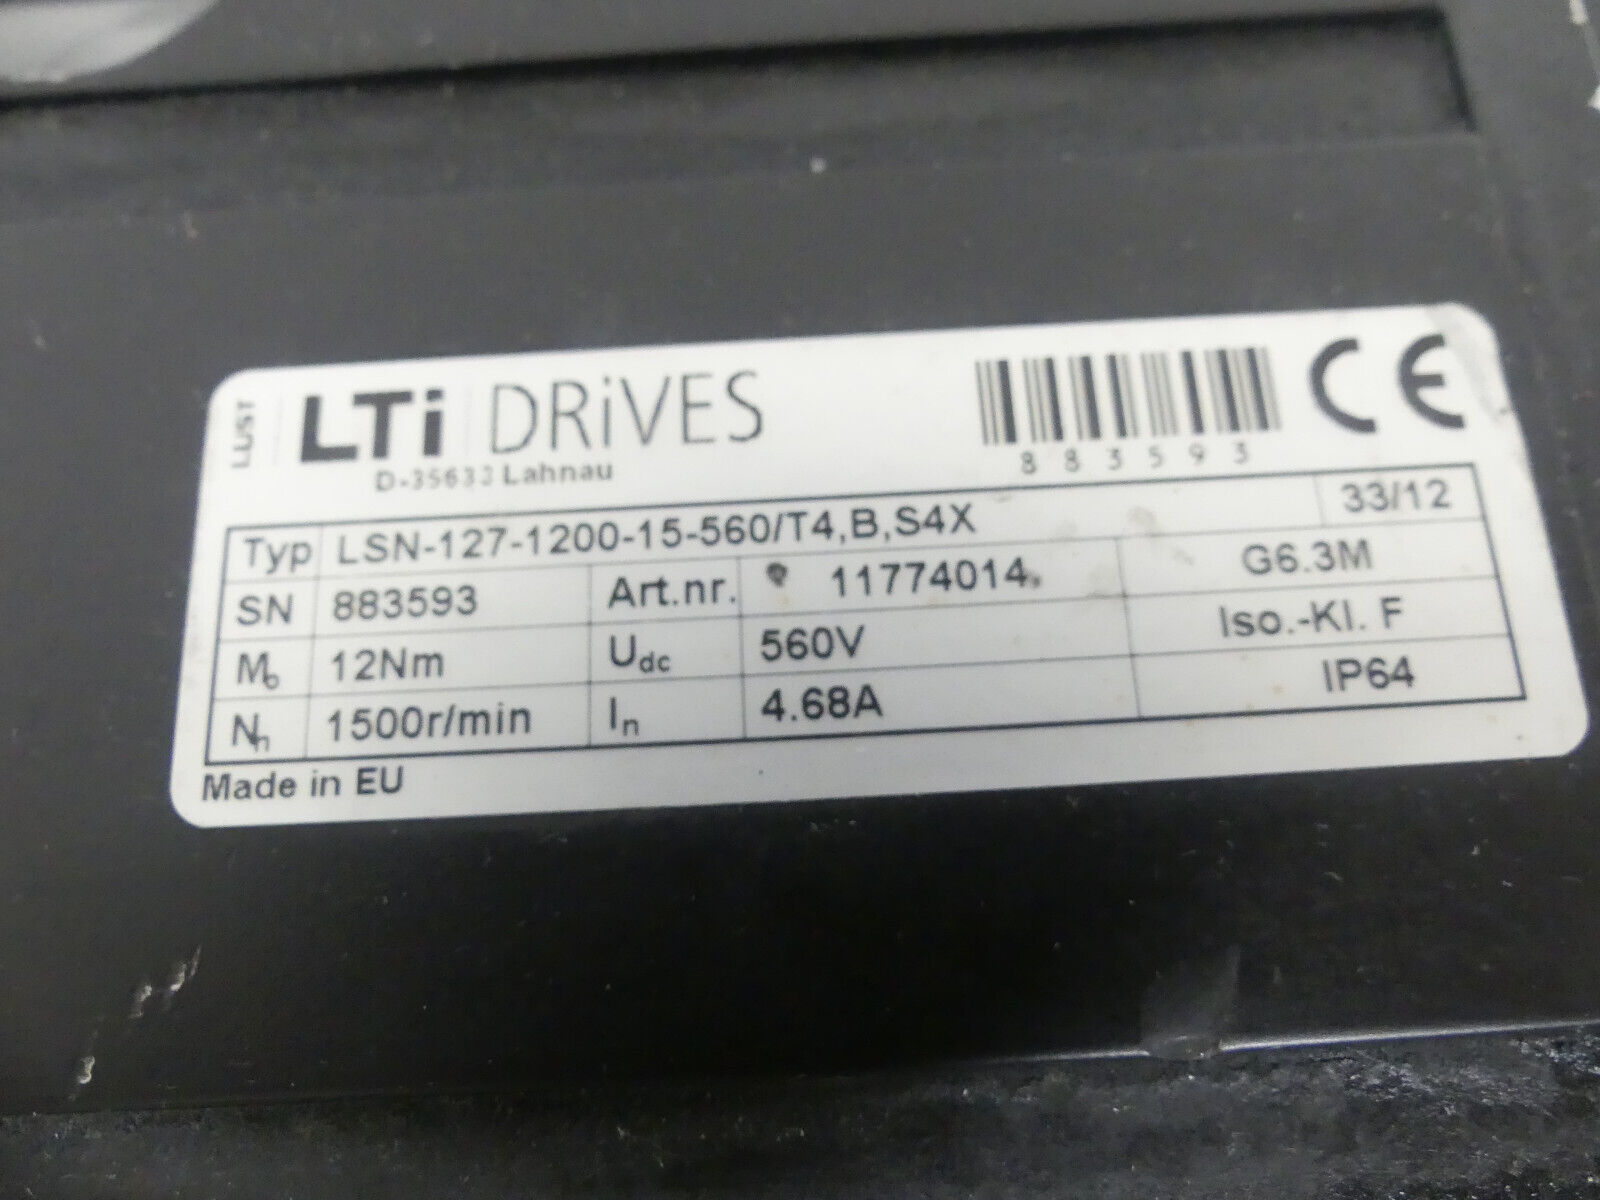 LUST LTi DRiVES
D-35633 Lahnau
883593
CE
Typ LSN-127-1200-15-560/T4,B,S4X 33/12
SN 883593 Art.nr. 11774014. G6.3M
Mo 12Nm Udc 560V Iso.-Kl. F
Nn 1500r/min In 4.68A IP64
Made in EU